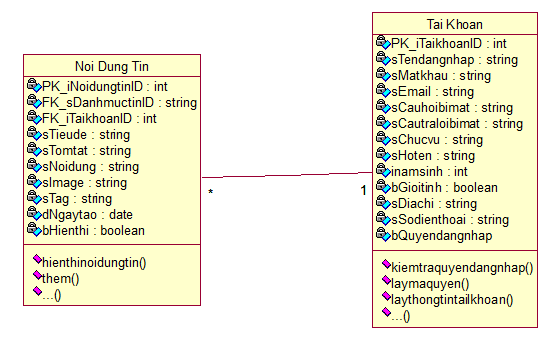 Noi Dung Tin
PK_iNoidungtinID : int
FK_sDanhmuctinID : string
FK_iTaikhoanID : int
sTieude : string
sTomtat : string
sNoidung : string
sImage : string
sTag : string
dNgaytao : date
bHienthi : boolean
hienthinoidungtin()
them()
...()
*
1
Tai Khoan
PK_iTaikhoanID : int
sTendangnhap : string
sMatkhau : string
sEmail : string
sCauhoibimat : string
sCautraloibimat : string
sChucvu : string
sHoten : string
inamsinh : int
bGioitinh : boolean
sDiachi : string
sSodienthoai : string
bQuyendangnhap
kiemtraquyendangnhap()
laymaquyen()
laythongtintailkhoan()
...()